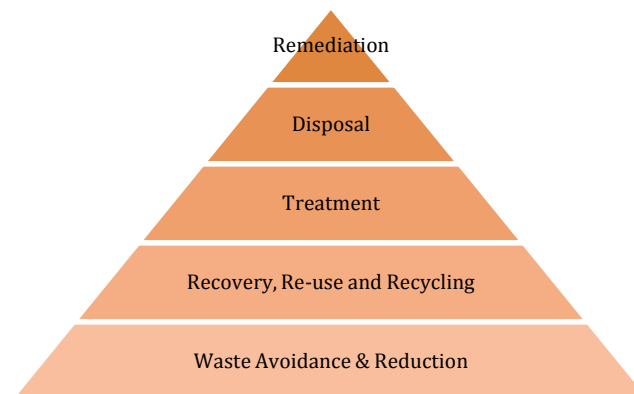 Remediation
Disposal
Treatment
Recovery, Re-use and Recycling
Waste Avoidance & Reduction